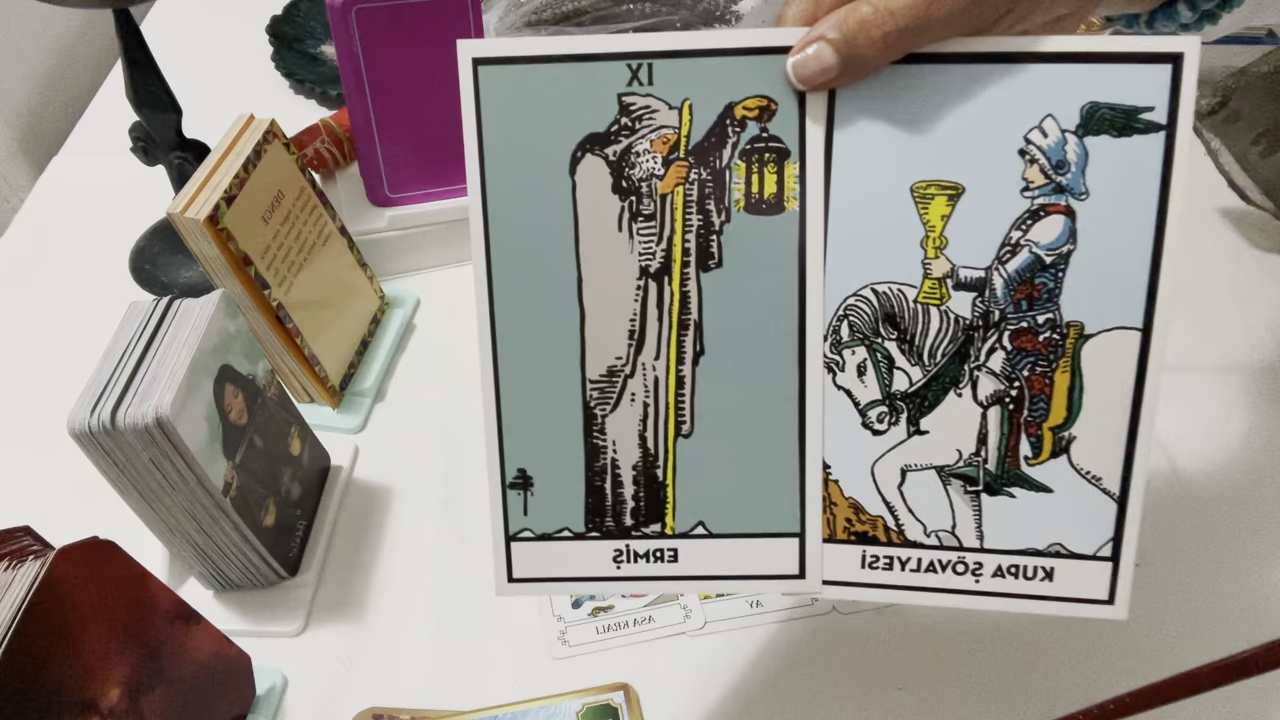 IX
ERMİŞ
KUPA ŞÖVALYESİ
DENGE
ASA KRALI
AY